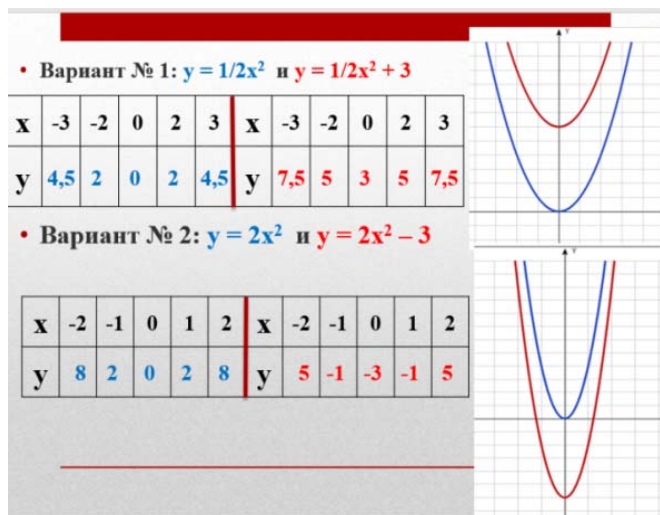 Y
• Вариант № 1: y = 1/2x² и y = 1/2x² + 3
x -3 -2 0 2 3 x -3 -2 0 2 3
y 4,5 2 0 2 4,5 y 7,5 5 3 5 7,5
• Вариант № 2: y = 2x² и y = 2x² – 3
Y
x -2 -1 0 1 2 x -2 -1 0 1 2
y 8 2 0 2 8 y 5 -1 -3 -1 5